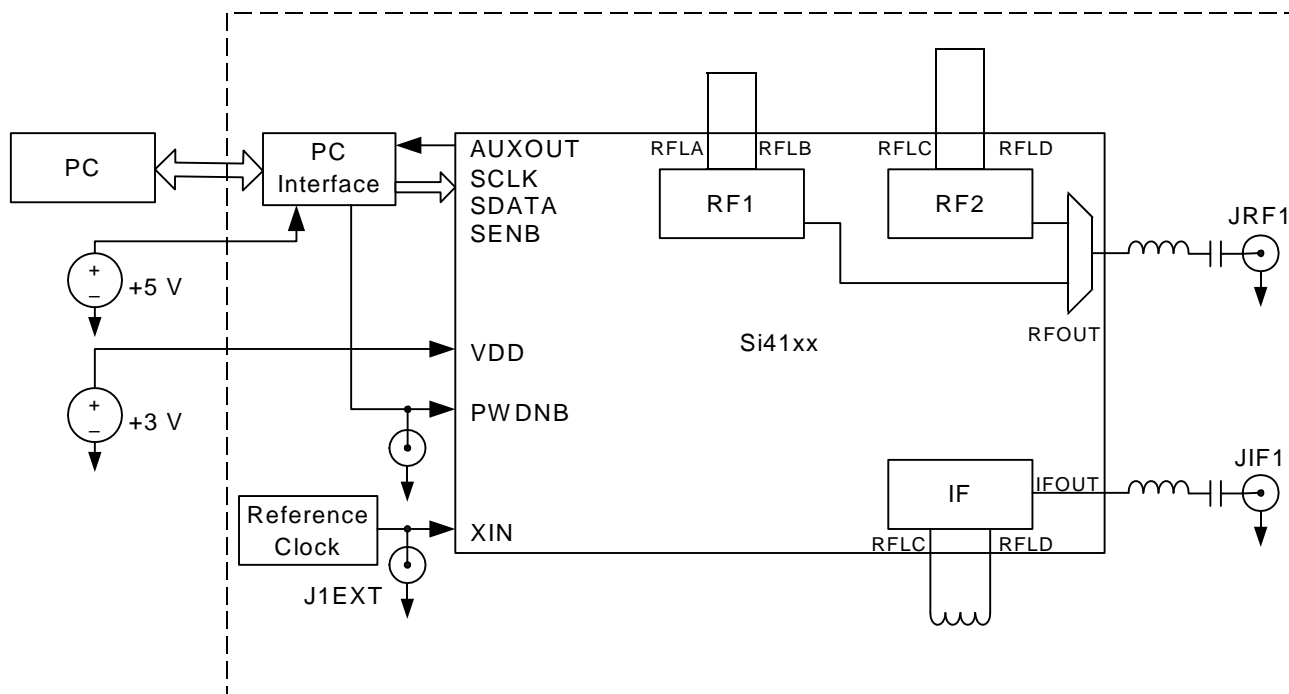 PC
PC
Interface
AUXOUT
SCLK
SDATA
SENB
RFLA
RFLB
RFLC
RFLD
RF1
RF2
JRF1
+
–
+5 V
RFOUT
Si41xx
VDD
+
–
+3 V
PWDNB
JIF1
IF
IFOUT
Reference
Clock
XIN
RFLC
RFLD
J1EXT